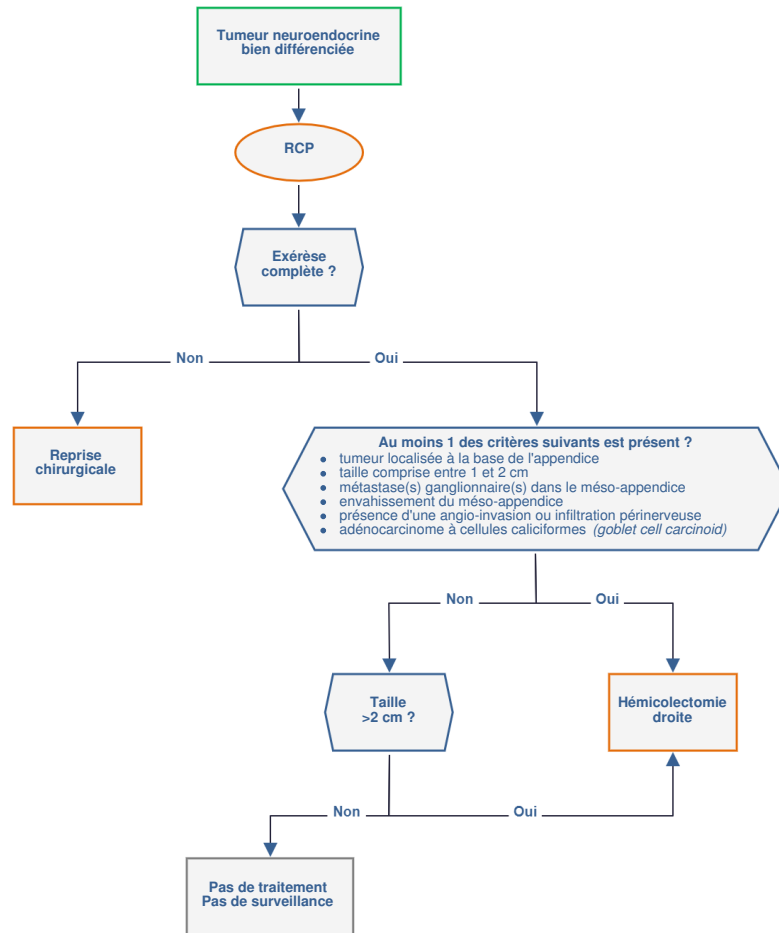 Tumeur neuroendocrine
bien différenciée
RCP
Exérèse
complète ?
Non
Oui
Reprise
chirurgicale
Au moins 1 des critères suivants est présent ?
● tumeur localisée à la base de l'appendice
● taille comprise entre 1 et 2 cm
● métastase(s) ganglionnaire(s) dans le méso-appendice
● envahissement du méso-appendice
● présence d'une angio-invasion ou infiltration périnerveuse
● adénocarcinome à cellules caliciformes (goblet cell carcinoid)
Non
Oui
Taille
>2 cm ?
Hémicolectomie
droite
Non
Oui
Pas de traitement
Pas de surveillance